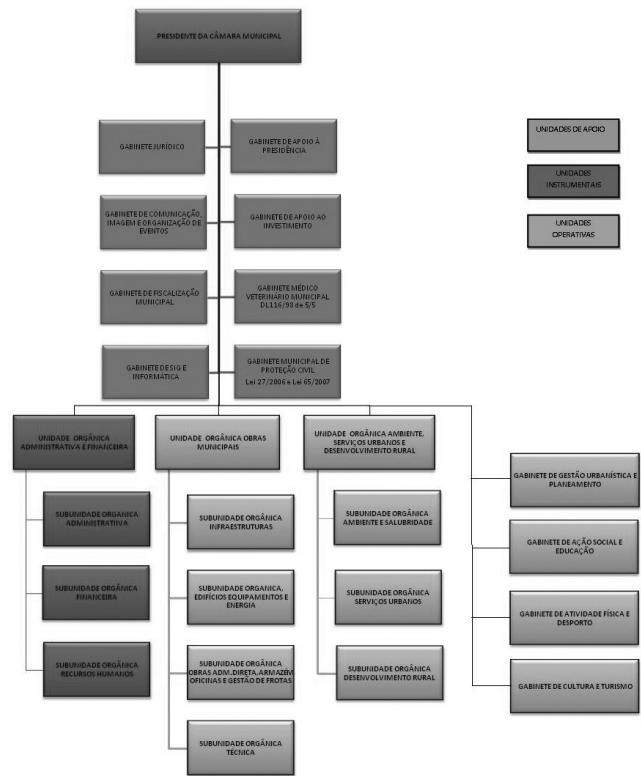 PRESIDENTE DA CÂMARA MUNICIPAL
GABINETE JURÍDICO
GABINETE DE APOIO À
PRESIDÊNCIA
GABINETE DE COMUNICAÇÃO,
IMAGEM E ORGANIZAÇÃO DE
EVENTOS
GABINETE DE APOIO AO
INVESTIMENTO
GABINETE DE FISCALIZAÇÃO
MUNICIPAL
GABINETE MÉDICO
VETERINÁRIO MUNICIPAL
DL116/98 de 5/5
GABINETE DE SIG E
INFORMÁTICA
GABINETE MUNICIPAL DE
PROTEÇÃO CIVIL
Lei 27/2006 e Lei 65/2007
UNIDADES DE APOIO
UNIDADES
INSTRUMENTAIS
UNIDADES
OPERATIVAS
UNIDADE ORGÂNICA
ADMINISTRATIVA E FINANCEIRA
SUBUNIDADE ORGANICA
ADMINISTRATIVA
SUBUNIDADE ORGÂNICA
FINANCEIRA
SUBUNIDADE ORGÂNICA
RECURSOS HUMANOS
UNIDADE ORGÂNICA OBRAS
MUNICIPAIS
SUBUNIDADE ORGÂNICA
INFRAESTRUTURAS
SUBUNIDADE ORGANICA,
EDIFÍCIOS EQUIPAMENTOS E
ENERGIA
SUBUNIDADE ORGÂNICA
OBRAS ADM.DIRETA, ARMAZÉM
OFICINAS E GESTÃO DE FROTAS
SUBUNIDADE ORGÂNICA
TÉCNICA
UNIDADE ORGÂNICA AMBIENTE,
SERVIÇOS URBANOS E
DESENVOLVIMENTO RURAL
SUBUNIDADE ORGÂNICA
AMBIENTE E SALUBRIDADE
SUBUNIDADE ORGÂNICA
SERVIÇOS URBANOS
SUBUNIDADE ORGÂNICA
DESENVOLVIMENTO RURAL
GABINETE DE GESTÃO URBANÍSTICA E
PLANEAMENTO
GABINETE DE AÇÃO SOCIAL E
EDUCAÇÃO
GABINETE DE ATIVIDADE FÍSICA E
DESPORTO
GABINETE DE CULTURA E TURISMO